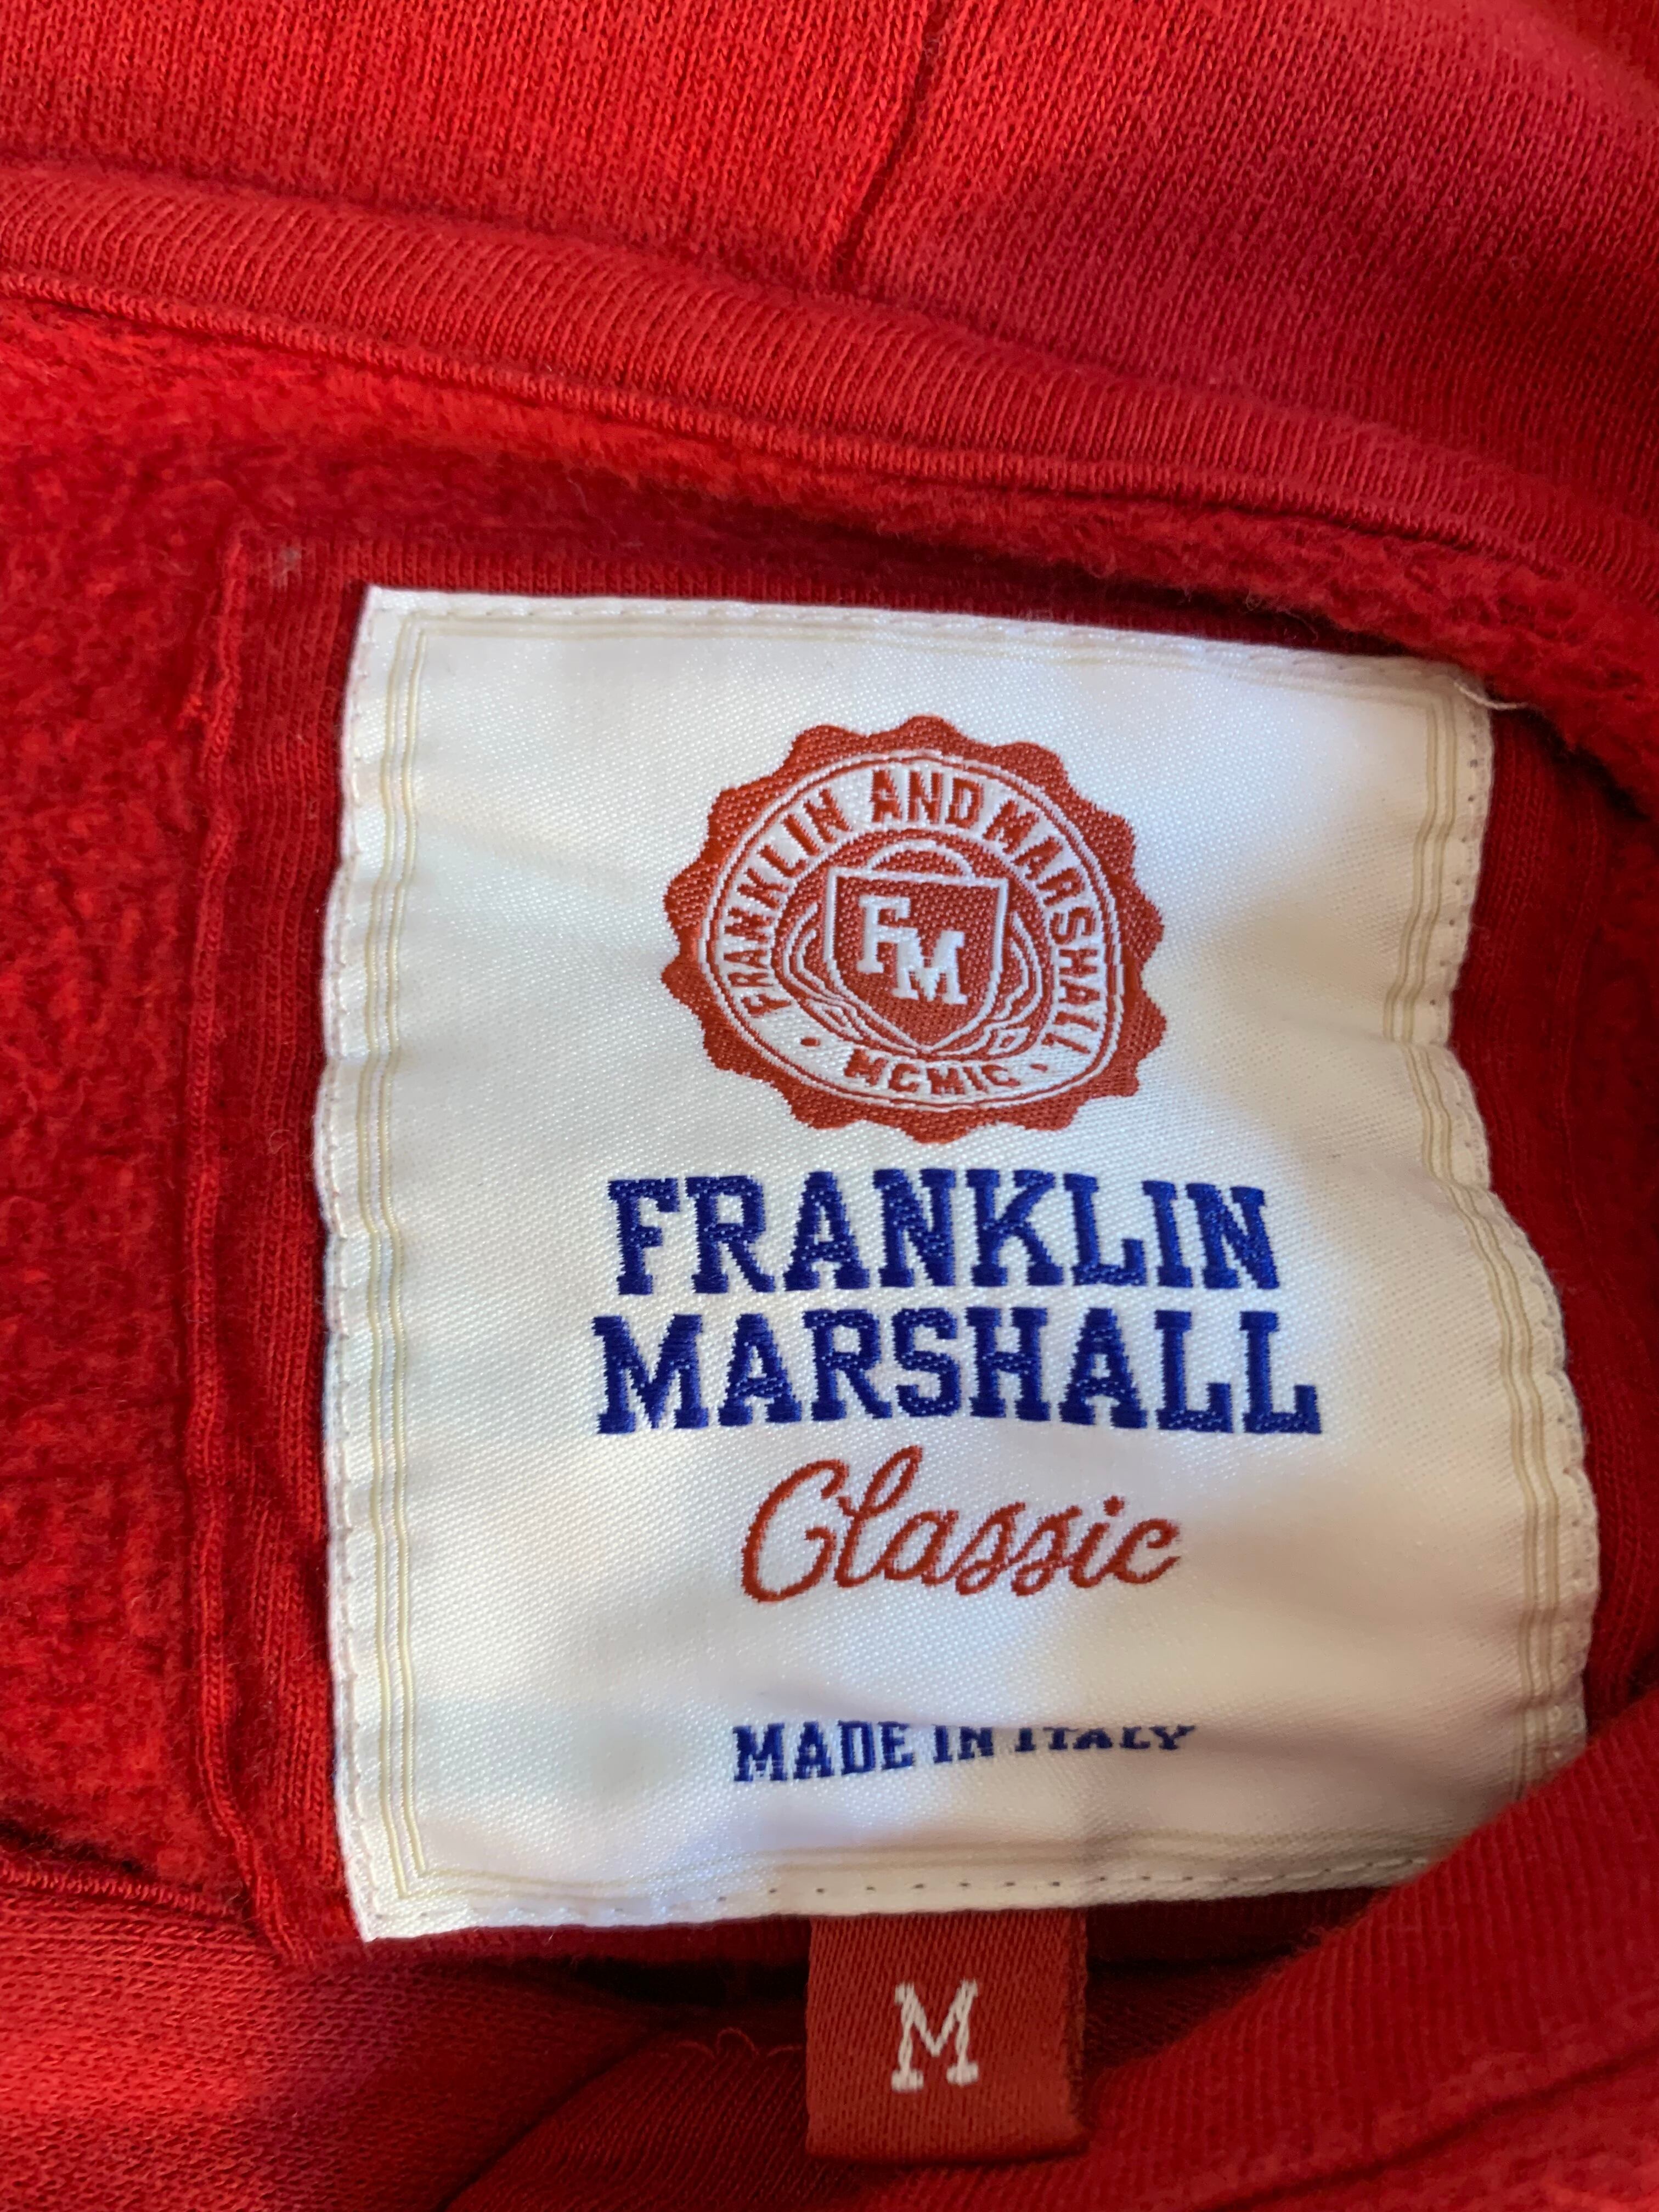 FRANKLIN AND MARSHALL
FM
· MCMIC ·
FRANKLIN
MARSHALL
Classic
MADE IN ITALY
M